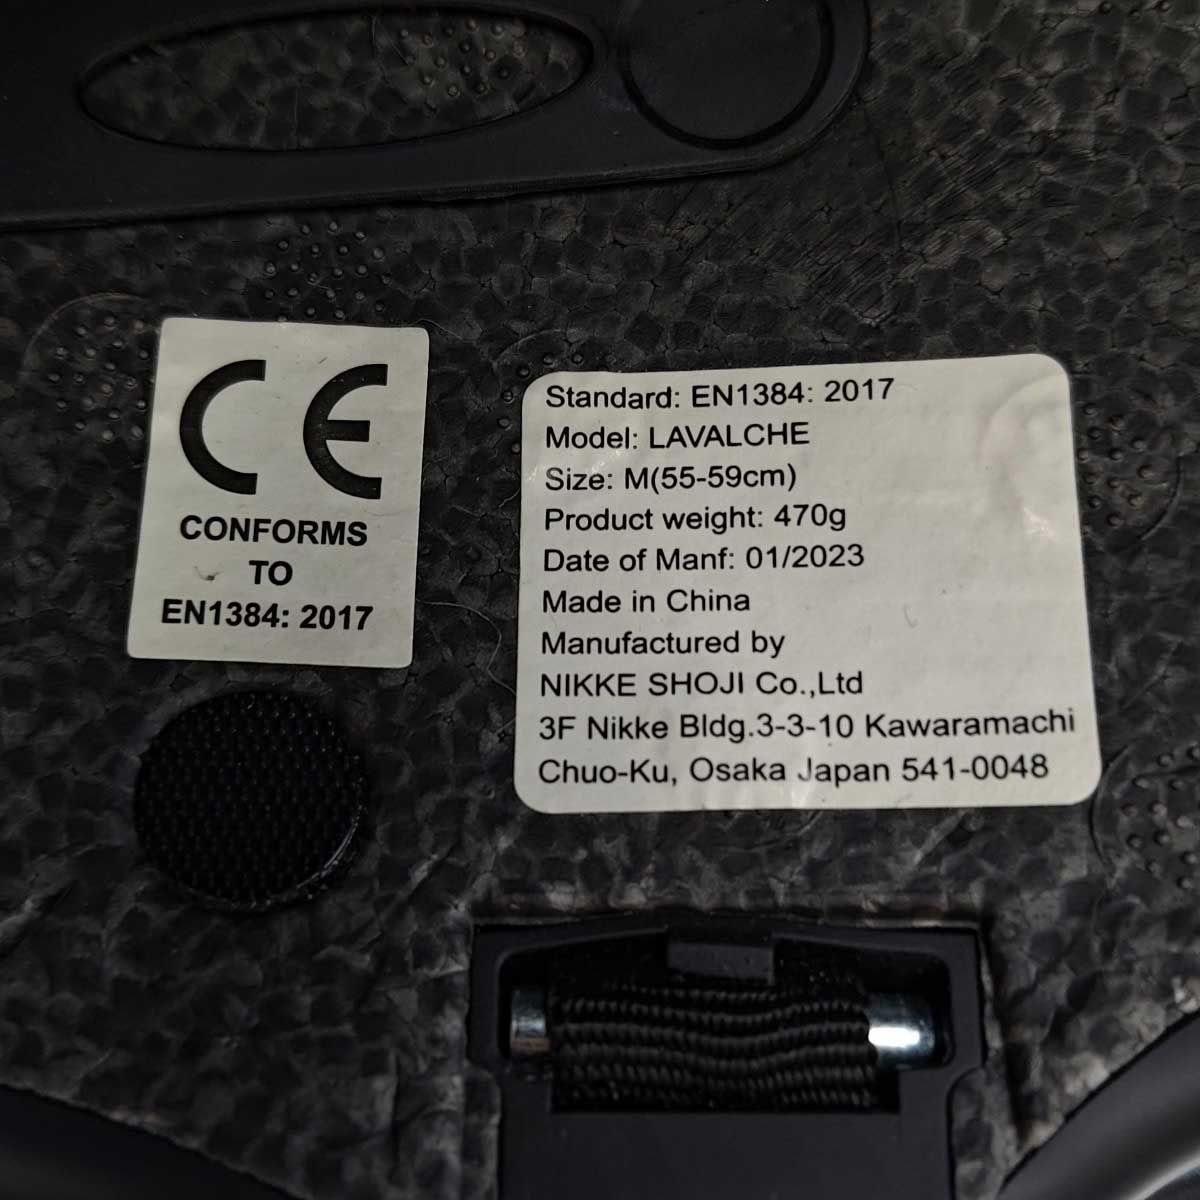 CE
CONFORMS
TO
EN1384: 2017
Standard: EN1384: 2017
Model: LAVALCHE
Size: M(55-59cm)
Product weight: 470g
Date of Manf: 01/2023
Made in China
Manufactured by
NIKKE SHOJI Co.,Ltd
3F Nikke Bldg.3-3-10 Kawaramachi
Chuo-Ku, Osaka Japan 541-0048